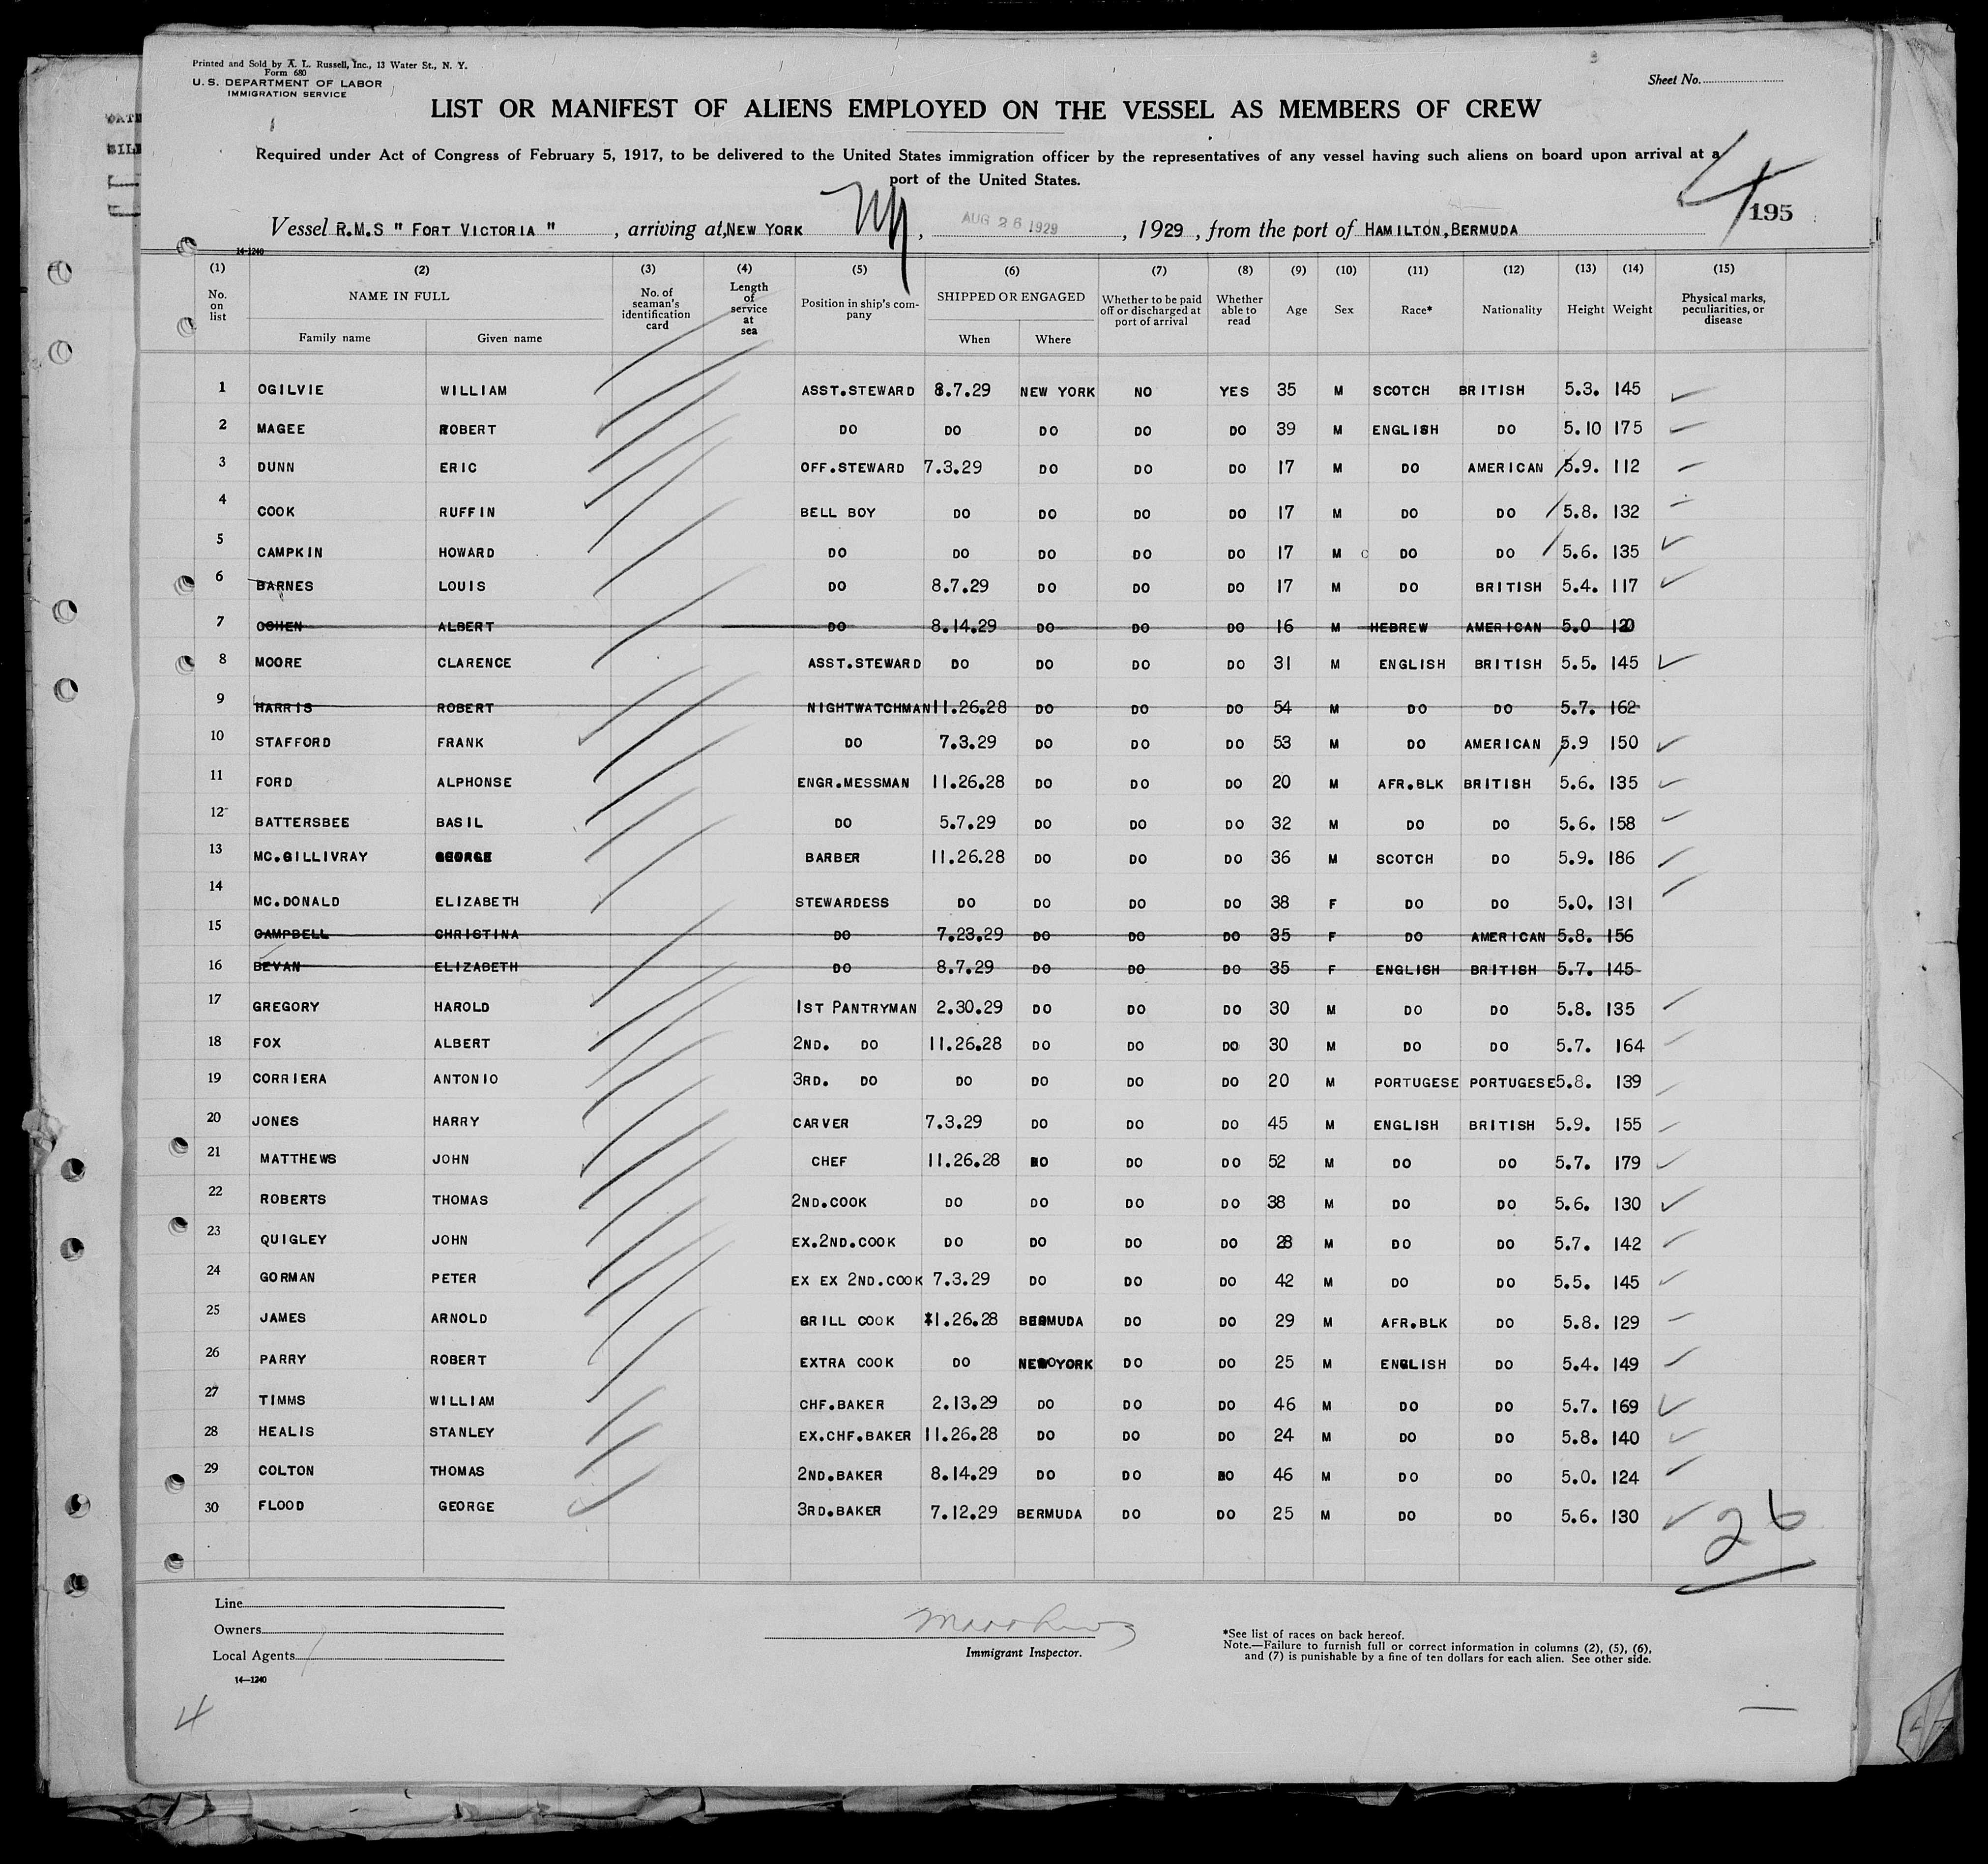 Printed and Sold by A. L. Russell, Inc., 13 Water St., N. Y.
Form 680
U. S. DEPARTMENT OF LABOR
IMMIGRATION SERVICE
Sheet No.
LIST OR MANIFEST OF ALIENS EMPLOYED ON THE VESSEL AS MEMBERS OF CREW
Required under Act of Congress of February 5, 1917, to be delivered to the United States immigration officer by the representatives of any vessel having such aliens on board upon arrival at a
port of the United States.
4
195
Vessel R.M.S " FORT VICTORIA " , arriving at, NEW YORK , AUG 26 1929 , 1929 , from the port of HAMILTON, BERMUDA
14-1240
(1) (2) (3) (4) (5) (6) (7) (8) (9) (10) (11) (12) (13) (14) (15)
No. on list NAME IN FULL Family name Given name No. of seaman's identification card Length of service at sea Position in ship's company SHIPPED OR ENGAGED When Where Whether to be paid off or discharged at port of arrival Whether able to read Age Sex Race* Nationality Height Weight Physical marks, peculiarities, or disease
1 OGILVIE WILLIAM ASST.STEWARD 8.7.29 NEW YORK NO YES 35 M SCOTCH BRITISH 5.3. 145
2 MAGEE ROBERT DO DO DO DO DO 39 M ENGLISH DO 5.10 175
3 DUNN ERIC OFF.STEWARD 7.3.29 DO DO DO 17 M DO AMERICAN 5.9. 112
4 COOK RUFFIN BELL BOY DO DO DO DO 17 M DO DO 5.8. 132
5 CAMPKIN HOWARD DO DO DO DO DO 17 M DO DO 5.6. 135
6 BARNES LOUIS DO 8.7.29 DO DO DO 17 M DO BRITISH 5.4. 117
7 COHEN ALBERT DO 8.14.29 DO DO DO 16 M HEBREW AMERICAN 5.0 120
8 MOORE CLARENCE ASST.STEWARD DO DO DO DO 31 M ENGLISH BRITISH 5.5. 145
9 HARRIS ROBERT NIGHTWATCHMAN 11.26.28 DO DO DO 54 M DO DO 5.7. 162
10 STAFFORD FRANK DO 7.3.29 DO DO DO 53 M DO AMERICAN 5.9 150
11 FORD ALPHONSE ENGR.MESSMAN 11.26.28 DO DO DO 20 M AFR.BLK BRITISH 5.6. 135
12 BATTERSBEE BASIL DO 5.7.29 DO DO DO 32 M DO DO 5.6. 158
13 MC.GILLIVRAY GEORGE BARBER 11.26.28 DO DO DO 36 M SCOTCH DO 5.9. 186
14 MC.DONALD ELIZABETH STEWARDESS DO DO DO DO 38 F DO DO 5.0. 131
15 CAMPBELL CHRISTINA DO 7.23.29 DO DO DO 35 F DO AMERICAN 5.8. 156
16 BEVAN ELIZABETH DO 8.7.29 DO DO DO 35 F ENGLISH BRITISH 5.7. 145
17 GREGORY HAROLD 1ST PANTRYMAN 2.30.29 DO DO DO 30 M DO DO 5.8. 135
18 FOX ALBERT 2ND. DO 11.26.28 DO DO DO 30 M DO DO 5.7. 164
19 CORRIERA ANTONIO 3RD. DO DO DO DO DO 20 M PORTUGESE PORTUGESE 5.8. 139
20 JONES HARRY CARVER 7.3.29 DO DO DO 45 M ENGLISH BRITISH 5.9. 155
21 MATTHEWS JOHN CHEF 11.26.28 DO DO DO 52 M DO DO 5.7. 179
22 ROBERTS THOMAS 2ND.COOK DO DO DO DO 38 M DO DO 5.6. 130
23 QUIGLEY JOHN EX.2ND.COOK DO DO DO DO 28 M DO DO 5.7. 142
24 GORMAN PETER EX EX 2ND.COOK 7.3.29 DO DO DO 42 M DO DO 5.5. 145
25 JAMES ARNOLD GRILL COOK 11.26.28 BERMUDA DO DO 29 M AFR.BLK DO 5.8. 129
26 PARRY ROBERT EXTRA COOK DO NEW YORK DO DO 25 M ENGLISH DO 5.4. 149
27 TIMMS WILLIAM CHF.BAKER 2.13.29 DO DO DO 46 M DO DO 5.7. 169
28 HEALIS STANLEY EX.CHF.BAKER 11.26.28 DO DO DO 24 M DO DO 5.8. 140
29 COLTON THOMAS 2ND.BAKER 8.14.29 DO DO DO 46 M DO DO 5.0. 124
30 FLOOD GEORGE 3RD.BAKER 7.12.29 BERMUDA DO DO 25 M DO DO 5.6. 130
26
Line
Owners
Local Agents
14—1240
Immigrant Inspector.
*See list of races on back hereof.
Note.—Failure to furnish full or correct information in columns (2), (5), (6),
and (7) is punishable by a fine of ten dollars for each alien. See other side.
4